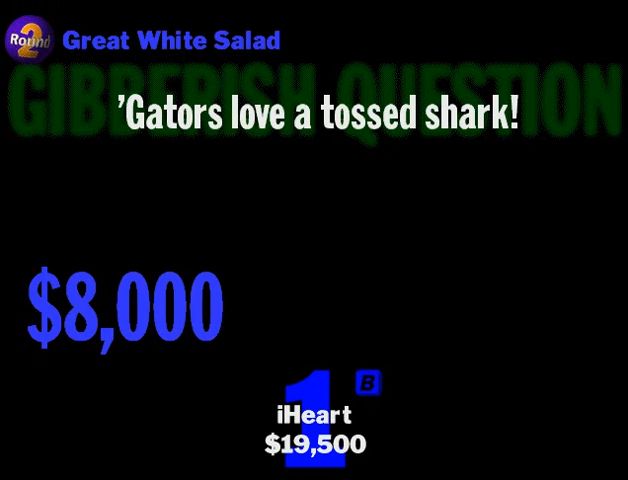 Round 2
Great White Salad
GIBBERISH QUESTION
'Gators love a tossed shark!
$8,000
1 B
iHeart
$19,500